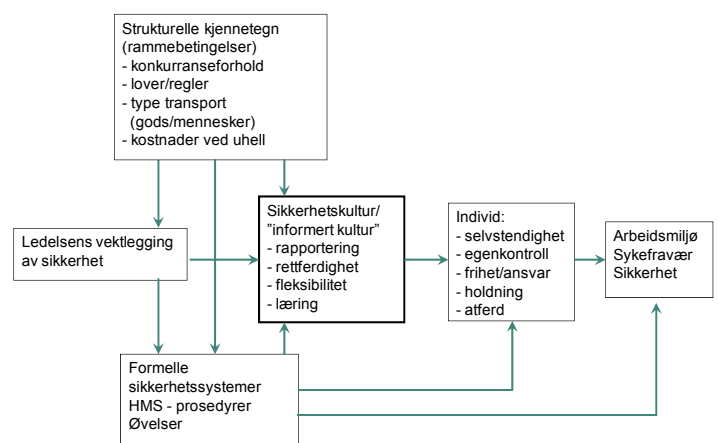 Strukturelle kjennetegn
(rammebetingelser)
- konkurranseforhold
- lover/regler
- type transport
(gods/mennesker)
- kostnader ved uhell
Ledelsens vektlegging
av sikkerhet
Sikkerhetskultur/
"informert kultur"
- rapportering
- rettferdighet
- fleksibilitet
- læring
Individ:
- selvstendighet
- egenkontroll
- frihet/ansvar
- holdning
- atferd
Arbeidsmiljø
Sykefravær
Sikkerhet
Formelle
sikkerhetssystemer
HMS - prosedyrer
Øvelser